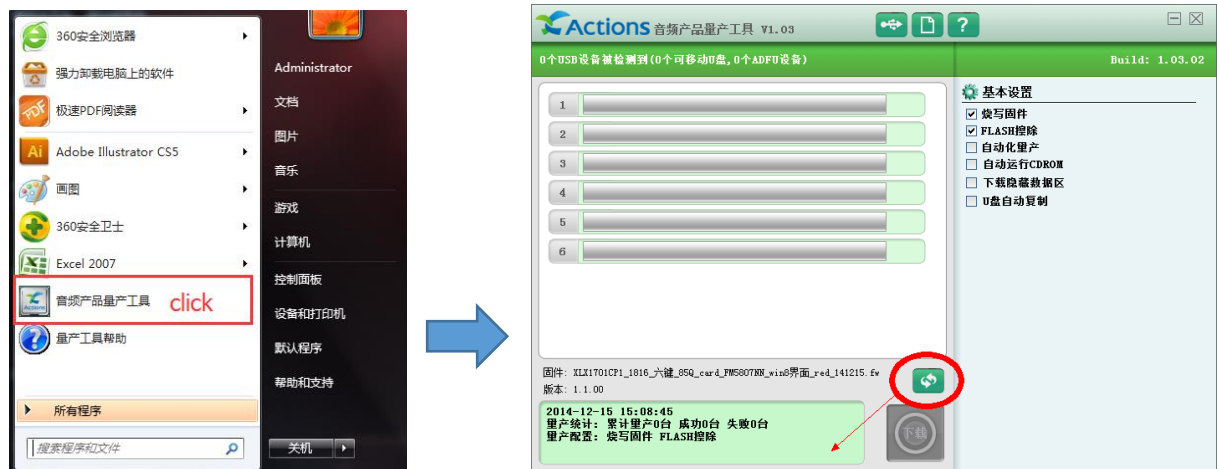 360安全浏览器
强力卸载电脑上的软件
极速PDF阅读器
Adobe Illustrator CS5
画图
360安全卫士
Excel 2007
音频产品量产工具 click
量产工具帮助
所有程序
搜索程序和文件
Administrator
文档
图片
音乐
游戏
计算机
控制面板
设备和打印机
默认程序
帮助和支持
关机
Actions 音频产品量产工具 V1.03
0个USB设备被检测到(0个可移动U盘,0个ADFU设备)
Build: 1.03.02
1
2
3
4
5
6
基本设置
烧写固件
FLASH擦除
自动化量产
自动运行CDROM
下载隐藏数据区
U盘自动复制
固件: XLX1701CP1_1816_六键_85Q_card_FM5807NN_win8界面_red_141215.fw
版本: 1.1.00
2014-12-15 15:08:45
量产统计: 累计量产0台 成功0台 失败0台
量产配置: 烧写固件 FLASH擦除
下载